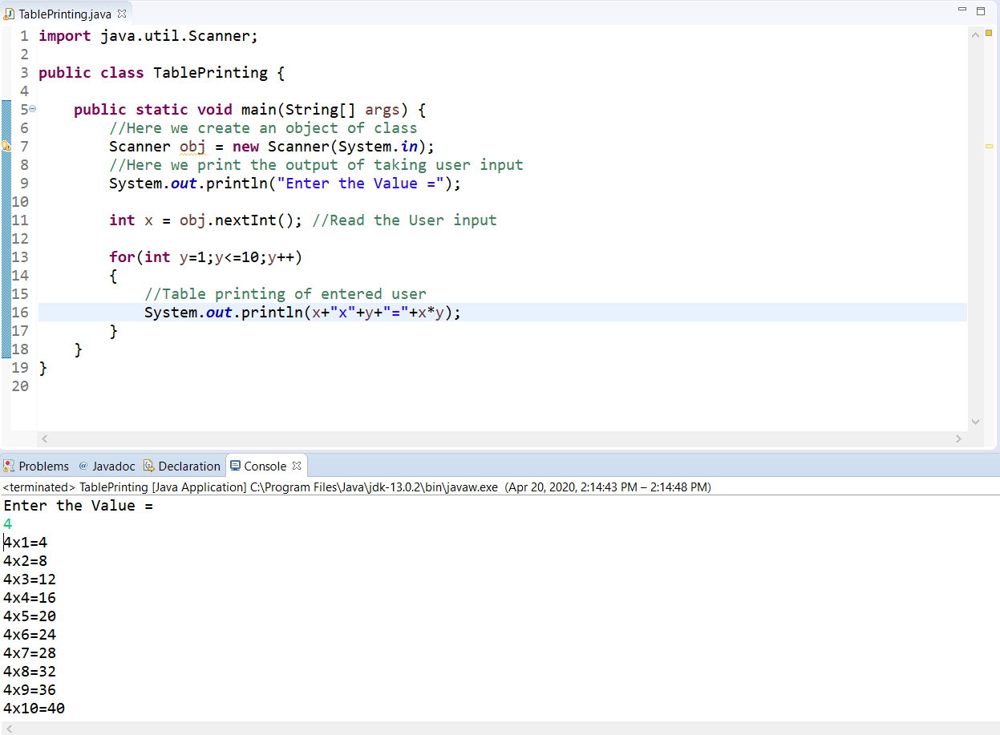 TablePrinting.java
1 import java.util.Scanner;
2
3 public class TablePrinting {
4
5     public static void main(String[] args) {
6         //Here we create an object of class
7         Scanner obj = new Scanner(System.in);
8         //Here we print the output of taking user input
9         System.out.println("Enter the Value =");
10
11         int x = obj.nextInt(); //Read the User input
12
13         for(int y=1;y<=10;y++)
14         {
15             //Table printing of entered user
16             System.out.println(x+"x"+y+"="+x*y);
17         }
18     }
19 }
20
Problems @ Javadoc Declaration Console
<terminated> TablePrinting [Java Application] C:\Program Files\Java\jdk-13.0.2\bin\javaw.exe (Apr 20, 2020, 2:14:43 PM – 2:14:48 PM)
Enter the Value =
4
4x1=4
4x2=8
4x3=12
4x4=16
4x5=20
4x6=24
4x7=28
4x8=32
4x9=36
4x10=40